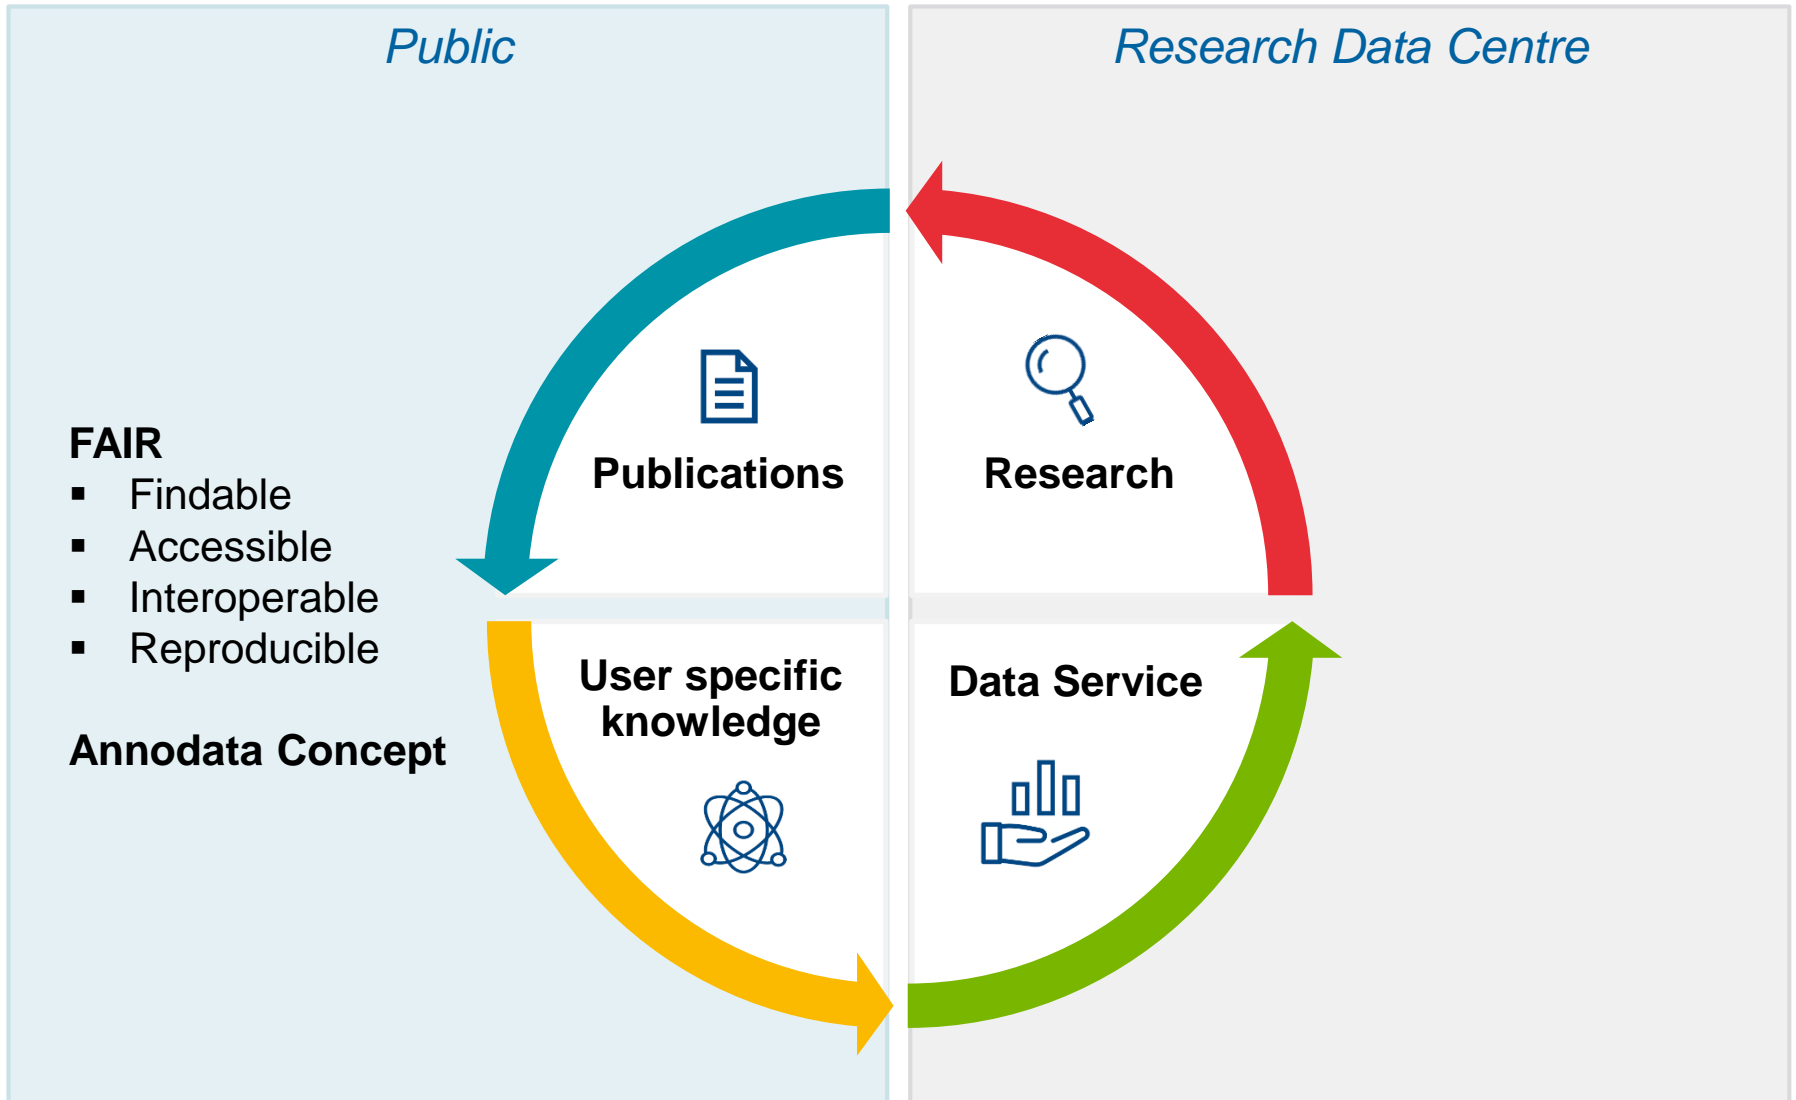 Public
Research Data Centre
FAIR
▪ Findable
▪ Accessible
▪ Interoperable
▪ Reproducible
Annodata Concept
Publications
Research
User specific
knowledge
Data Service